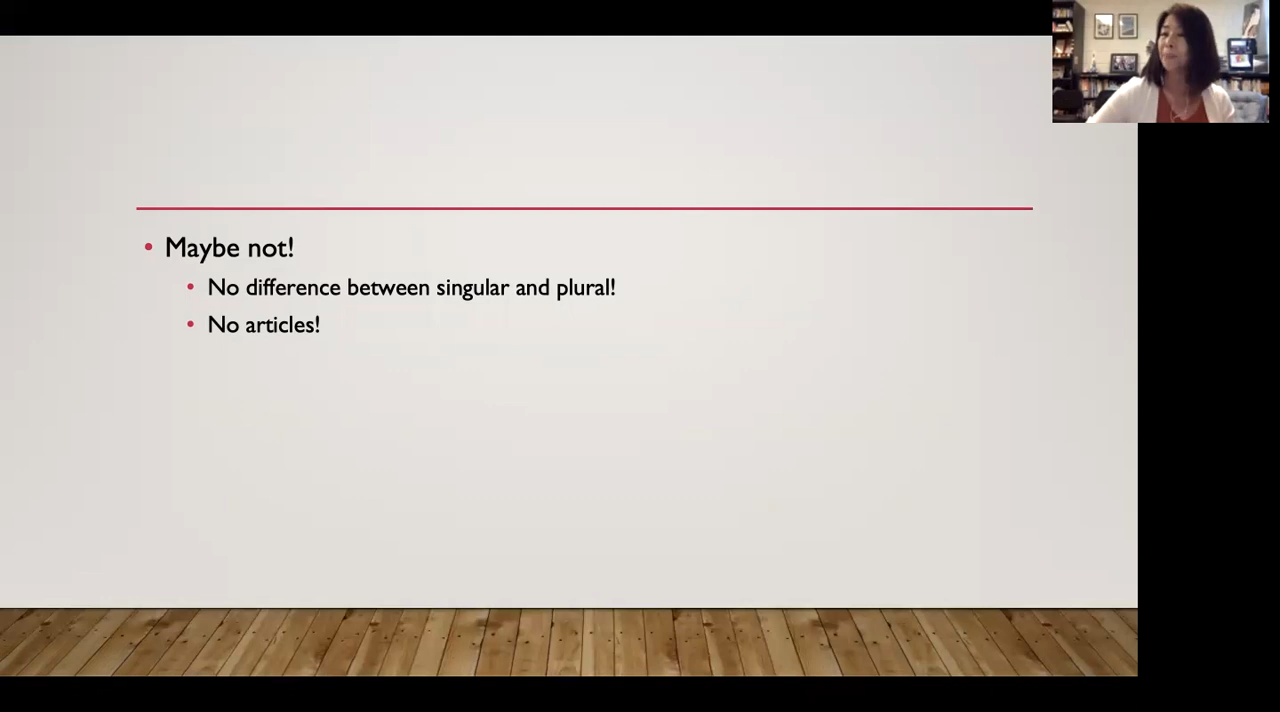 • Maybe not!
• No difference between singular and plural!
• No articles!